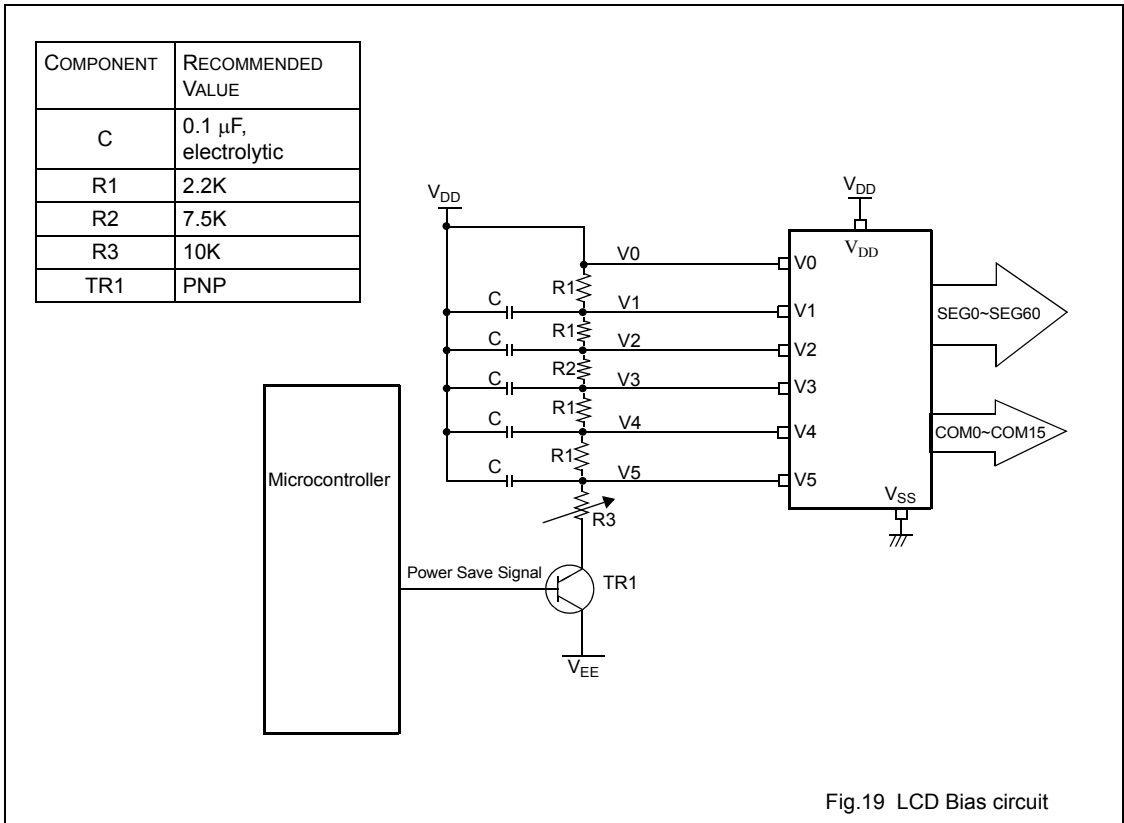 COMPONENT RECOMMENDED
VALUE
C 0.1 μF,
electrolytic
R1 2.2K
R2 7.5K
R3 10K
TR1 PNP
VDD
VDD
VDD
V0
V0
R1
C
V1
V1
SEG0~SEG60
R1
C
V2
V2
R2
C
V3
V3
R1
C
V4
V4
COM0~COM15
R1
C
V5
V5
Microcontroller
VSS
R3
Power Save Signal
TR1
VEE
Fig.19 LCD Bias circuit